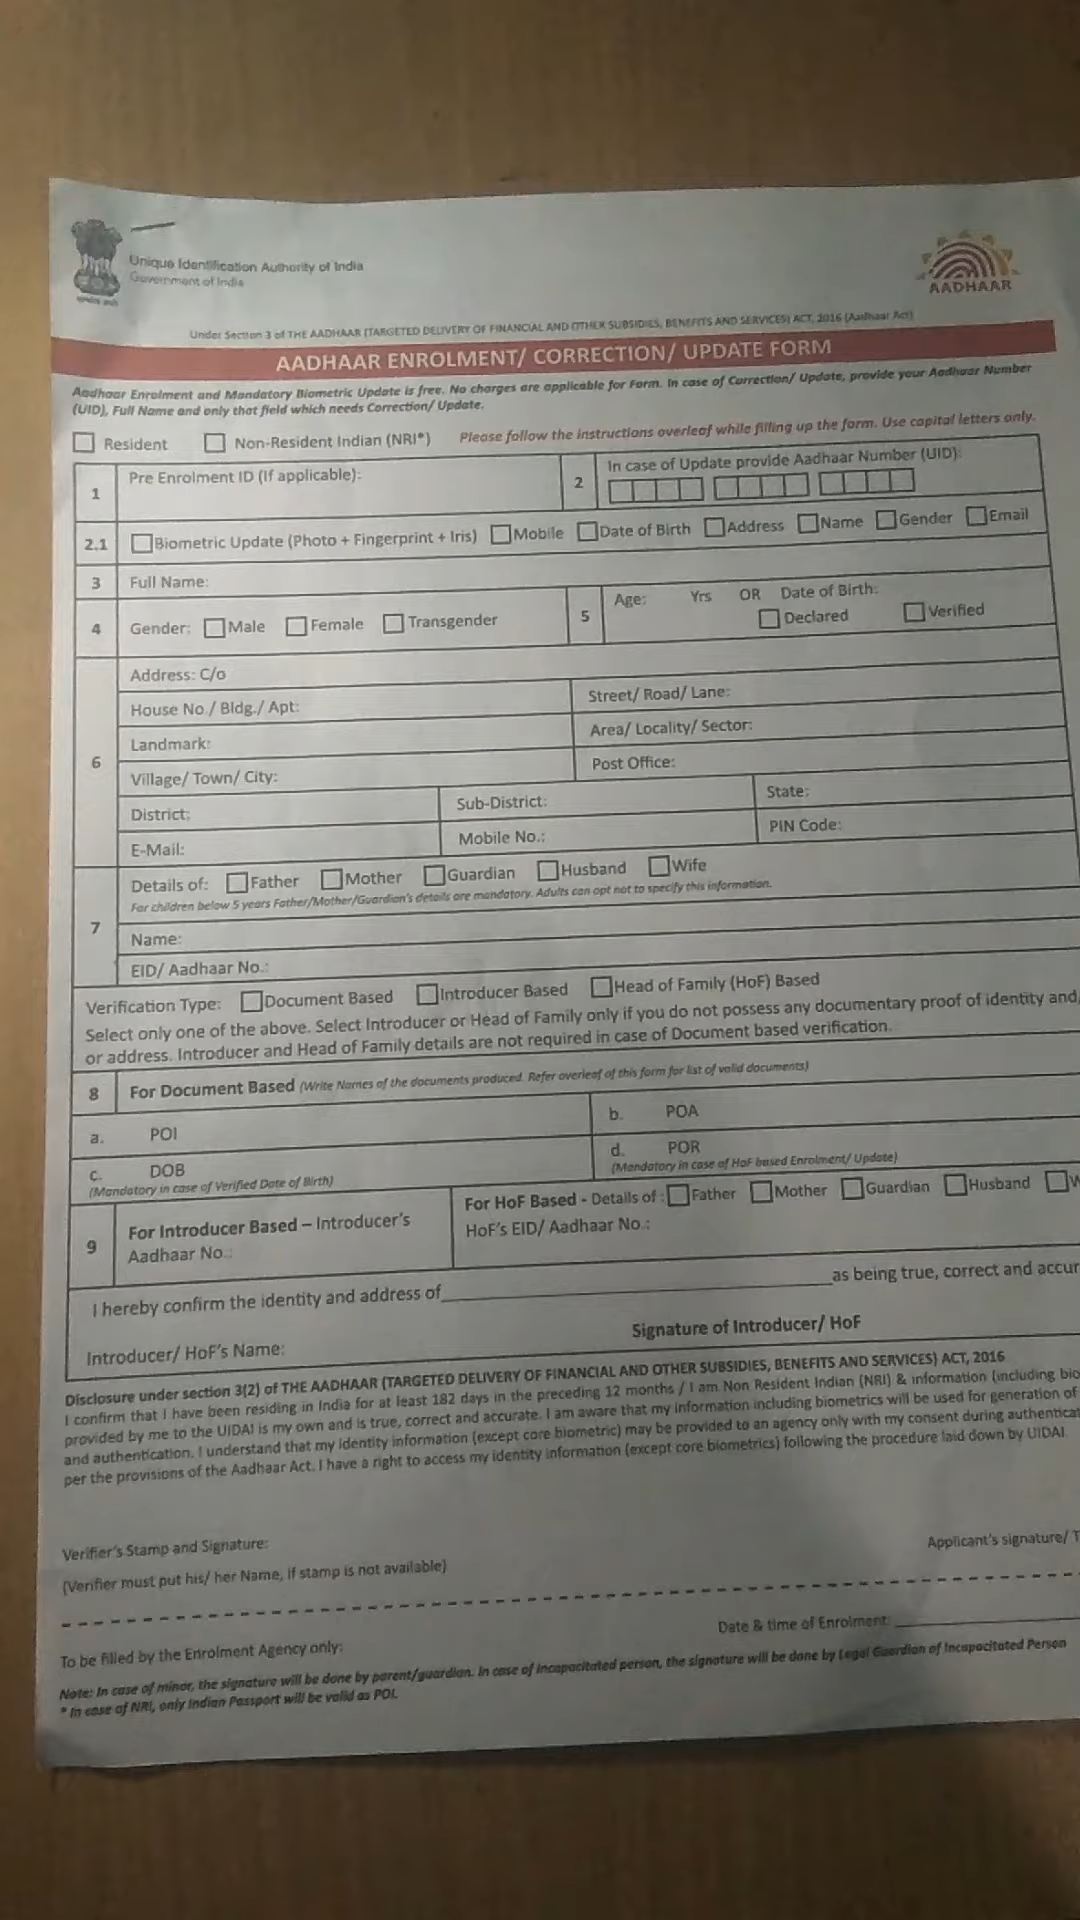 Unique Identification Authority of India
Government of India
AADHAAR
Under Section 3 of THE AADHAAR (TARGETED DELIVERY OF FINANCIAL AND OTHER SUBSIDIES, BENEFITS AND SERVICES) ACT, 2016 (Aadhaar Act)
AADHAAR ENROLMENT/ CORRECTION/ UPDATE FORM
Aadhaar Enrolment and Mandatory Biometric Update is free. No charges are applicable for Form. In case of Correction/ Update, provide your Aadhaar Number
(UID), Full Name and only that field which needs Correction/ Update.
Resident Non-Resident Indian (NRI*) Please follow the instructions overleaf while filling up the form. Use capital letters only.
1 Pre Enrolment ID (If applicable): 2 In case of Update provide Aadhaar Number (UID):
2.1 Biometric Update (Photo + Fingerprint + Iris) Mobile Date of Birth Address Name Gender Email
3 Full Name:
4 Gender: Male Female Transgender 5 Age: Yrs OR Date of Birth:
Declared Verified
6 Address: C/o
House No./ Bldg./ Apt: Street/ Road/ Lane:
Landmark: Area/ Locality/ Sector:
Village/ Town/ City: Post Office:
District: Sub-District: State:
E-Mail: Mobile No.: PIN Code:
7 Details of: Father Mother Guardian Husband Wife
For children below 5 years Father/Mother/Guardian's details are mandatory. Adults can opt not to specify this information.
Name:
EID/ Aadhaar No.:
Verification Type: Document Based Introducer Based Head of Family (HoF) Based
Select only one of the above. Select Introducer or Head of Family only if you do not possess any documentary proof of identity and/
or address. Introducer and Head of Family details are not required in case of Document based verification.
8 For Document Based (Write Names of the documents produced. Refer overleaf of this form for list of valid documents)
a. POI b. POA
c. DOB d. POR
(Mandatory in case of Verified Date of Birth) (Mandatory in case of HoF based Enrolment/ Update)
9 For Introducer Based – Introducer's
Aadhaar No.:
For HoF Based - Details of : Father Mother Guardian Husband W
HoF's EID/ Aadhaar No.:
I hereby confirm the identity and address of as being true, correct and accur
Introducer/ HoF's Name: Signature of Introducer/ HoF
Disclosure under section 3(2) of THE AADHAAR (TARGETED DELIVERY OF FINANCIAL AND OTHER SUBSIDIES, BENEFITS AND SERVICES) ACT, 2016
I confirm that I have been residing in India for at least 182 days in the preceding 12 months / I am Non Resident Indian (NRI) & information (including bio
provided by me to the UIDAI is my own and is true, correct and accurate. I am aware that my information including biometrics will be used for generation of
and authentication. I understand that my identity information (except core biometric) may be provided to an agency only with my consent during authenticat
per the provisions of the Aadhaar Act. I have a right to access my identity information (except core biometrics) following the procedure laid down by UIDAI.
Verifier's Stamp and Signature:
(Verifier must put his/ her Name, if stamp is not available)
Applicant's signature/ T
To be filled by the Enrolment Agency only: Date & time of Enrolment:
Note: In case of minor, the signature will be done by parent/guardian. In case of incapacitated person, the signature will be done by Legal Guardian of Incapacitated Person
* In case of NRI, only Indian Passport will be valid as POI.